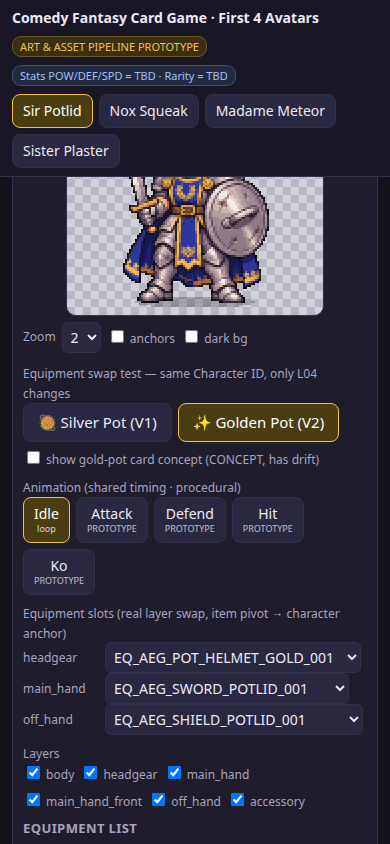 Comedy Fantasy Card Game · First 4 Avatars
ART & ASSET PIPELINE PROTOTYPE
Stats POW/DEF/SPD = TBD · Rarity = TBD
Sir Potlid
Nox Squeak
Madame Meteor
Sister Plaster
Zoom 2 anchors dark bg
Equipment swap test — same Character ID, only L04
changes
🥘 Silver Pot (V1)
✨ Golden Pot (V2)
show gold-pot card concept (CONCEPT, has drift)
Animation (shared timing · procedural)
Idle
loop
Attack
PROTOTYPE
Defend
PROTOTYPE
Hit
PROTOTYPE
Ko
PROTOTYPE
Equipment slots (real layer swap, item pivot → character
anchor)
headgear EQ_AEG_POT_HELMET_GOLD_001
main_hand EQ_AEG_SWORD_POTLID_001
off_hand EQ_AEG_SHIELD_POTLID_001
Layers
body headgear main_hand
main_hand_front off_hand accessory
EQUIPMENT LIST